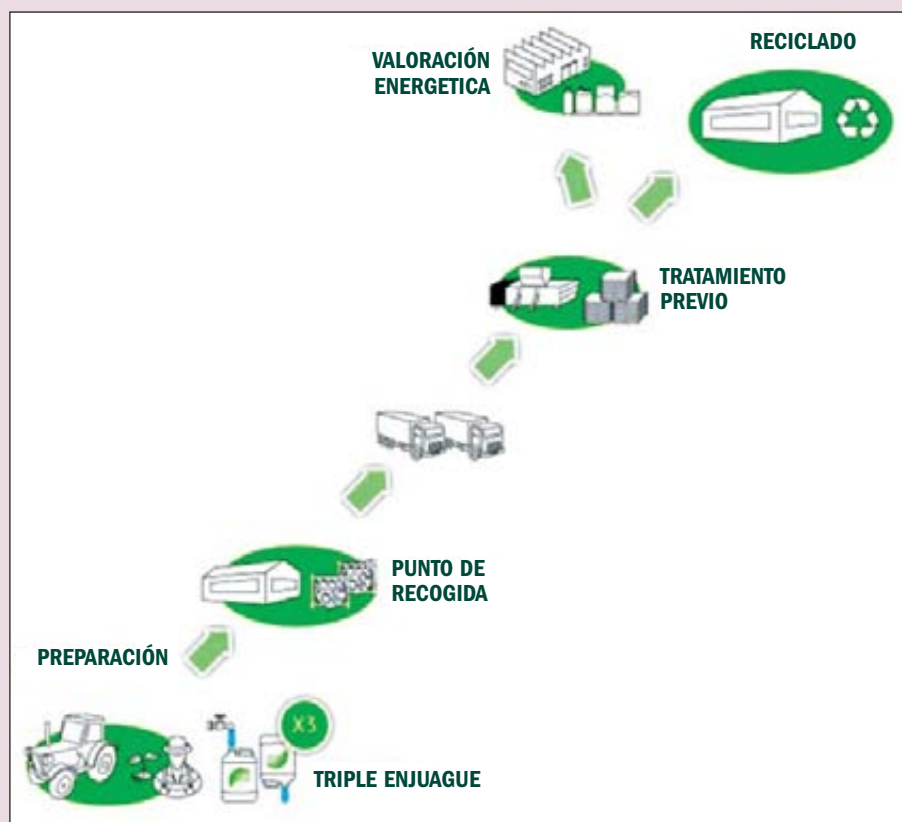 VALORACIÓN
ENERGETICA
RECICLADO
TRATAMIENTO
PREVIO
PUNTO DE
RECOGIDA
PREPARACIÓN
X3
TRIPLE ENJUAGUE